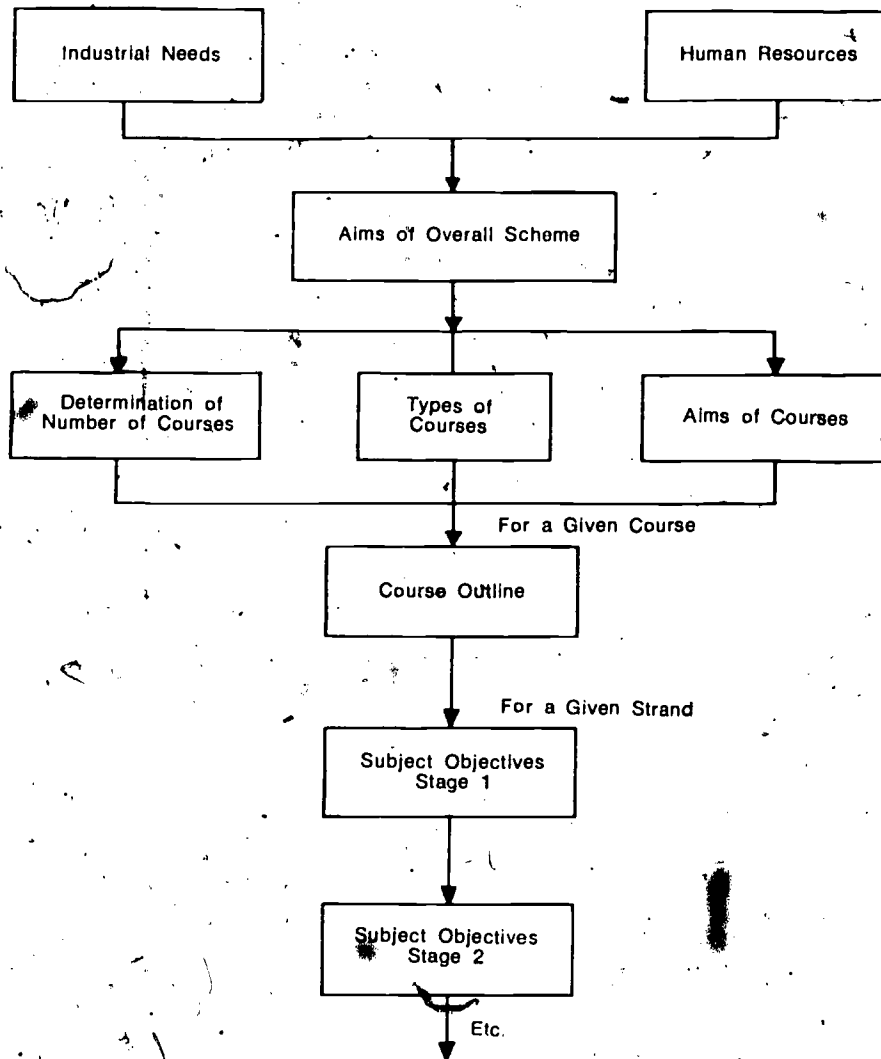 Industrial Needs
Human Resources
Aims of Overall Scheme
Determination of
Number of Courses
Types of
Courses
Aims of Courses
For a Given Course
Course Outline
For a Given Strand
Subject Objectives
Stage 1
Subject Objectives
Stage 2
Etc.